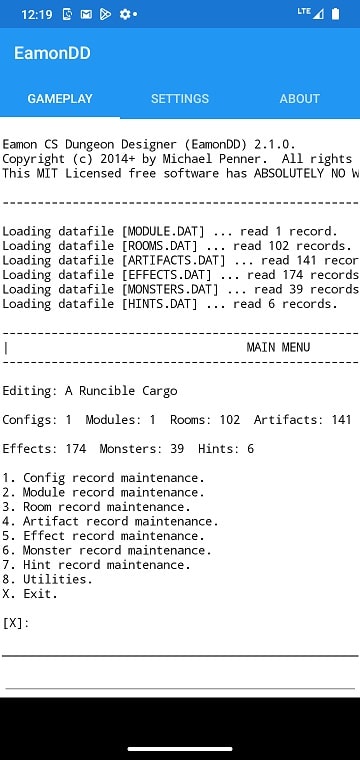 12:19 LTE
EamonDD
GAMEPLAY SETTINGS ABOUT
Eamon CS Dungeon Designer (EamonDD) 2.1.0.
Copyright (c) 2014+ by Michael Penner.  All rights
This MIT Licensed free software has ABSOLUTELY NO W
---------------------------------------------------
Loading datafile [MODULE.DAT] ... read 1 record.
Loading datafile [ROOMS.DAT] ... read 102 records.
Loading datafile [ARTIFACTS.DAT] ... read 141 recor
Loading datafile [EFFECTS.DAT] ... read 174 records
Loading datafile [MONSTERS.DAT] ... read 39 records
Loading datafile [HINTS.DAT] ... read 6 records.
---------------------------------------------------
| MAIN MENU
---------------------------------------------------
Editing: A Runcible Cargo
Configs: 1  Modules: 1  Rooms: 102  Artifacts: 141
Effects: 174  Monsters: 39  Hints: 6
1. Config record maintenance.
2. Module record maintenance.
3. Room record maintenance.
4. Artifact record maintenance.
5. Effect record maintenance.
6. Monster record maintenance.
7. Hint record maintenance.
8. Utilities.
X. Exit.
[X]: